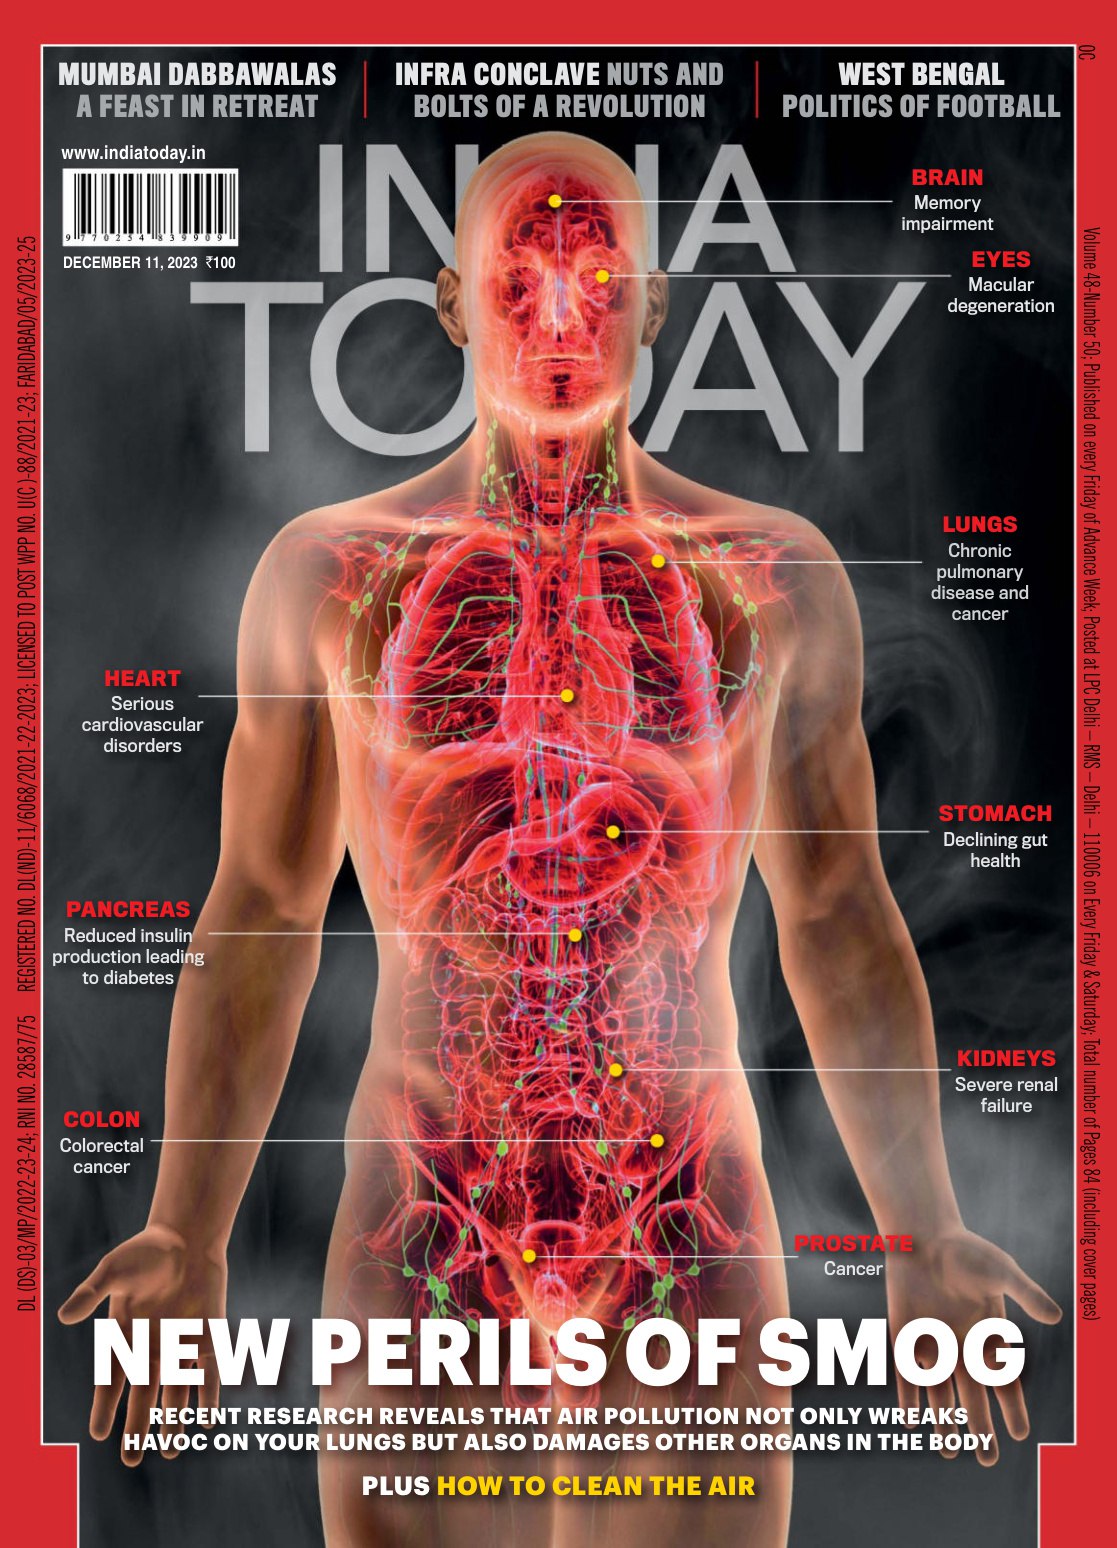 MUMBAI DABBAWALAS
A FEAST IN RETREAT
INFRA CONCLAVE NUTS AND
BOLTS OF A REVOLUTION
WEST BENGAL
POLITICS OF FOOTBALL
www.indiatoday.in
9 770254 839909
DECEMBER 11, 2023 ₹100
INDIA
TODAY
BRAIN
Memory
impairment
EYES
Macular
degeneration
LUNGS
Chronic
pulmonary
disease and
cancer
HEART
Serious
cardiovascular
disorders
STOMACH
Declining gut
health
PANCREAS
Reduced insulin
production leading
to diabetes
KIDNEYS
Severe renal
failure
COLON
Colorectal
cancer
PROSTATE
Cancer
NEW PERILS OF SMOG
RECENT RESEARCH REVEALS THAT AIR POLLUTION NOT ONLY WREAKS
HAVOC ON YOUR LUNGS BUT ALSO DAMAGES OTHER ORGANS IN THE BODY
PLUS HOW TO CLEAN THE AIR
DL (DS)-03/MP/2022-23-24; RNI NO. 28587/75 REGISTERED NO. DL(ND)-11/6068/2021-22-2023; LICENSED TO POST WPP NO. U(C)-88/2021-23; FARIDABAD/05/2023-25
OC
Volume 48-Number 50; Published on every Friday of Advance Week; Posted at LPC Delhi – RMS – Delhi – 110006 on Every Friday & Saturday; Total number of Pages 84 (including cover pages)